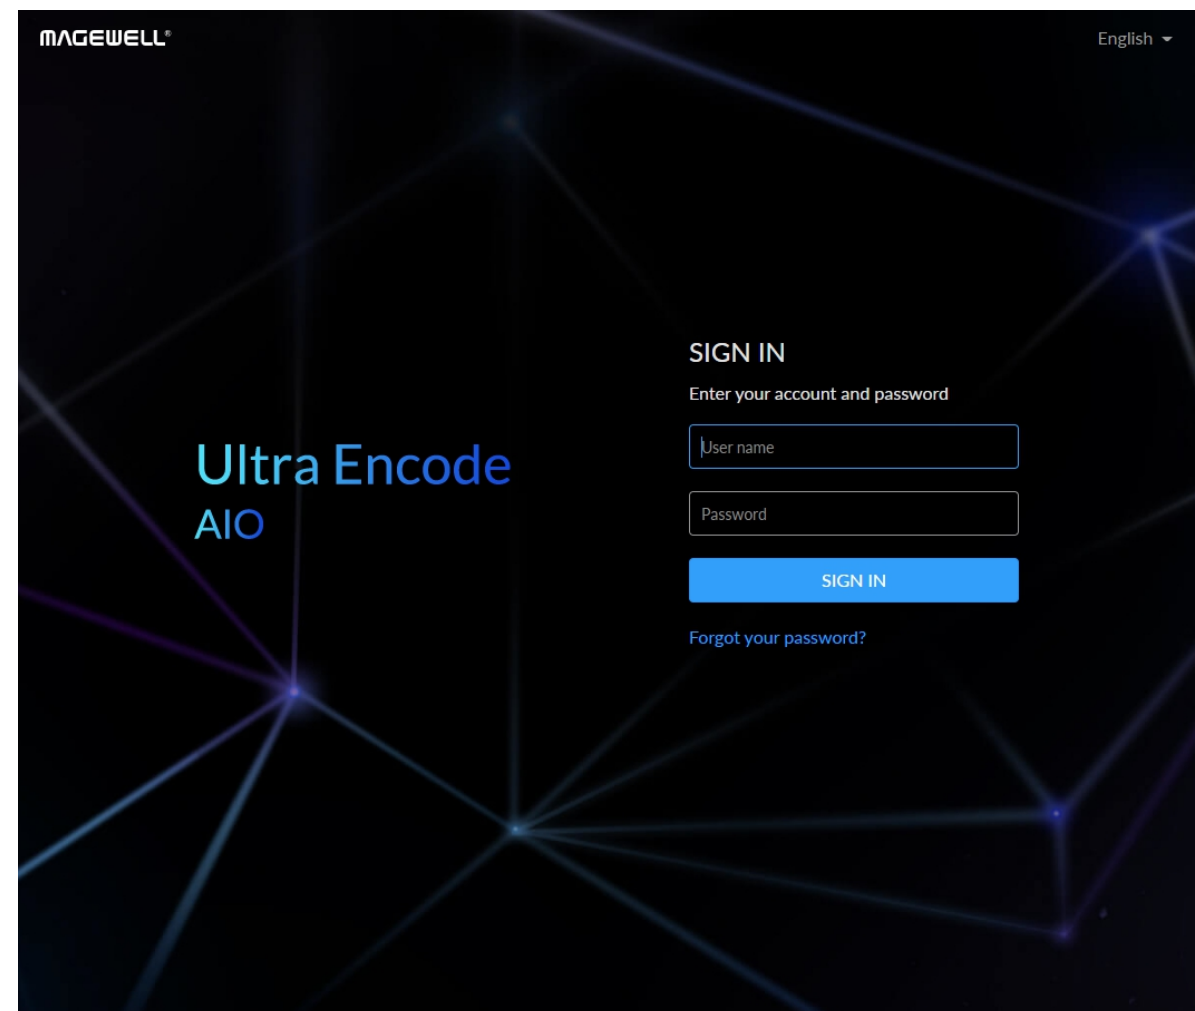 MAGEWELL®
English
SIGN IN
Enter your account and password
User name
Ultra Encode
AIO
Password
SIGN IN
Forgot your password?